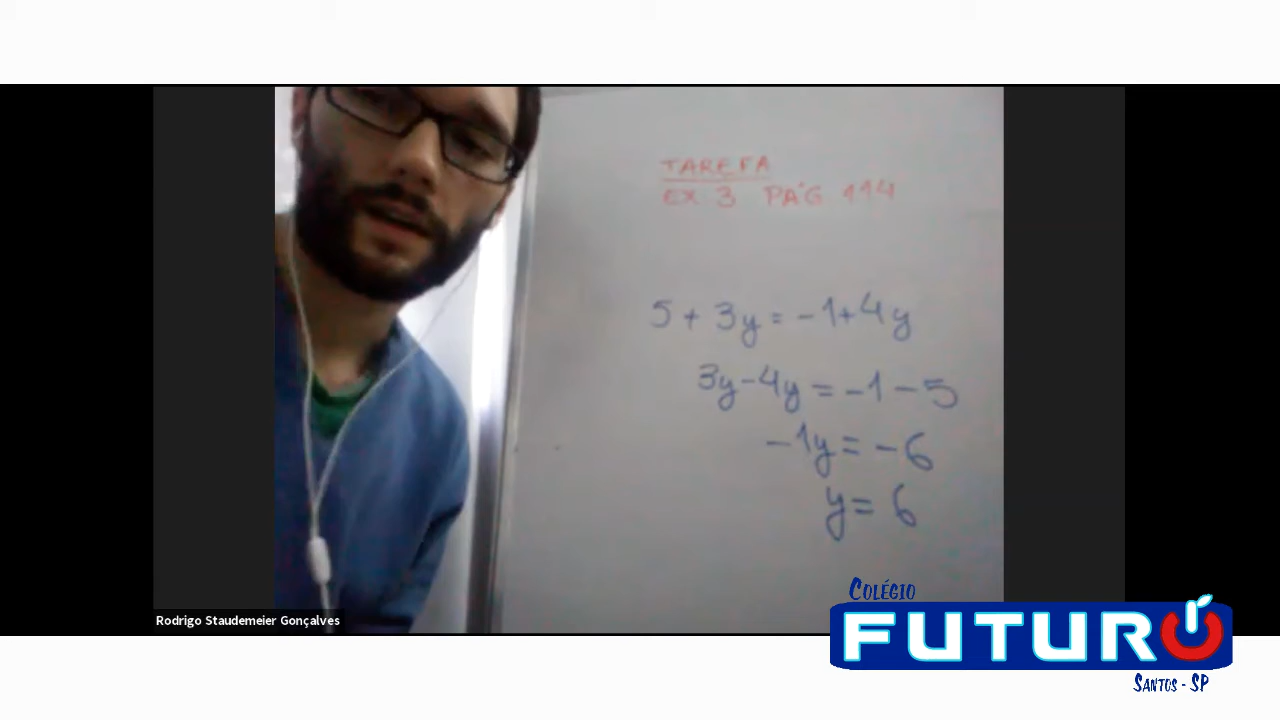 TAREFA
EX 3 PÁG 114
5 + 3y = -1+4y
3y-4y = -1-5
-1y = -6
y = 6
Rodrigo Staudemeier Gonçalves
COLÉGIO
FUTURO
SANTOS - SP